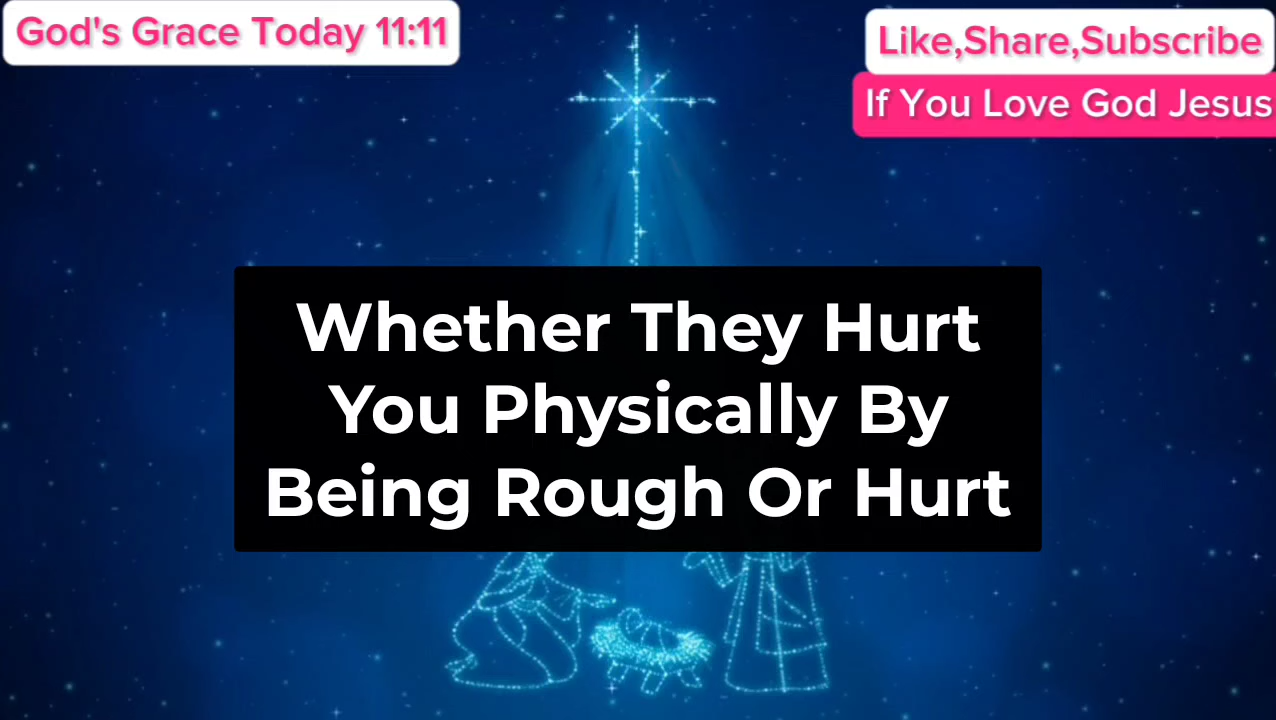 God's Grace Today 11:11
Like,Share,Subscribe
If You Love God Jesus
Whether They Hurt
You Physically By
Being Rough Or Hurt